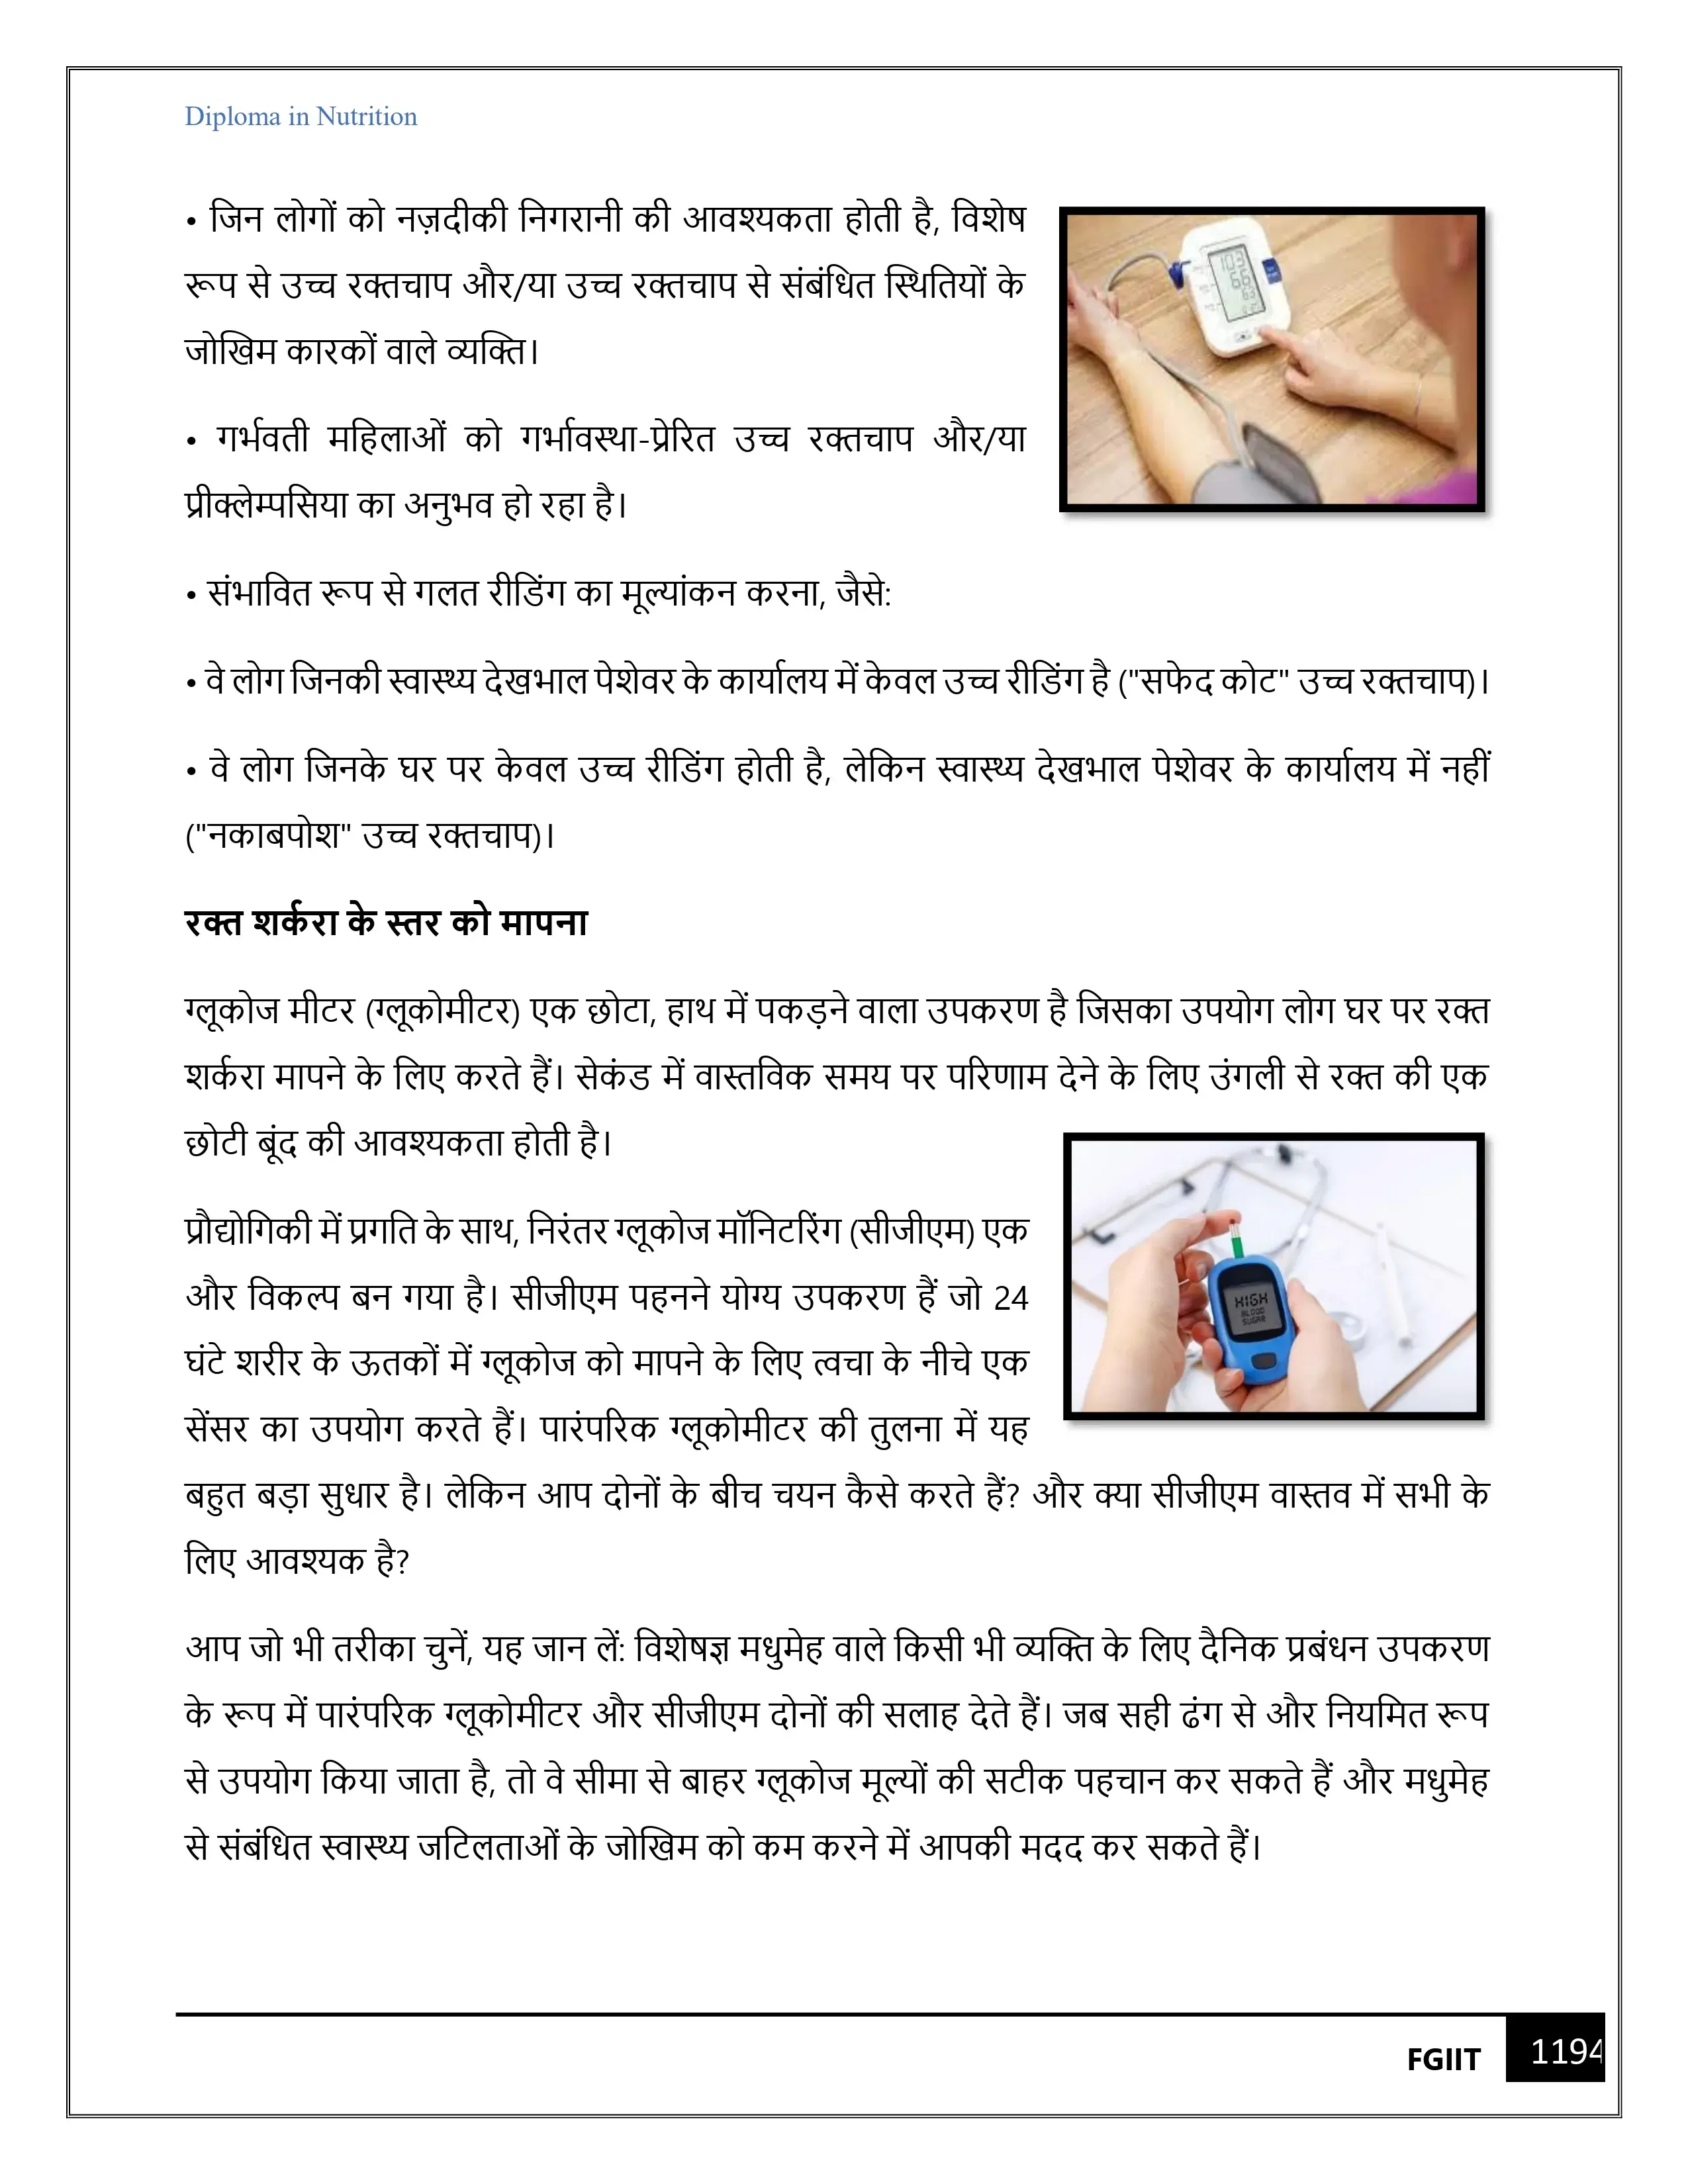 Diploma in Nutrition
• जिन लोगों को नज़दीकी निगरानी की आवश्यकता होती है, विशेष
रूप से उच्च रक्तचाप और/या उच्च रक्तचाप से संबंधित स्थितियों के
जोखिम कारकों वाले व्यक्ति।
• गर्भवती महिलाओं को गर्भावस्था-प्रेरित उच्च रक्तचाप और/या
प्रीक्लेम्पसिया का अनुभव हो रहा है।
103
66
63
• संभावित रूप से गलत रीडिंग का मूल्यांकन करना, जैसे:
• वे लोग जिनकी स्वास्थ्य देखभाल पेशेवर के कार्यालय में केवल उच्च रीडिंग है ("सफेद कोट" उच्च रक्तचाप)।
• वे लोग जिनके घर पर केवल उच्च रीडिंग होती है, लेकिन स्वास्थ्य देखभाल पेशेवर के कार्यालय में नहीं
("नकाबपोश" उच्च रक्तचाप)।
रक्त शर्करा के स्तर को मापना
ग्लूकोज मीटर (ग्लूकोमीटर) एक छोटा, हाथ में पकड़ने वाला उपकरण है जिसका उपयोग लोग घर पर रक्त
शर्करा मापने के लिए करते हैं। सेकंड में वास्तविक समय पर परिणाम देने के लिए उंगली से रक्त की एक
छोटी बूंद की आवश्यकता होती है।
प्रौद्योगिकी में प्रगति के साथ, निरंतर ग्लूकोज मॉनिटरिंग (सीजीएम) एक
और विकल्प बन गया है। सीजीएम पहनने योग्य उपकरण हैं जो 24
घंटे शरीर के ऊतकों में ग्लूकोज को मापने के लिए त्वचा के नीचे एक
सेंसर का उपयोग करते हैं। पारंपरिक ग्लूकोमीटर की तुलना में यह
HIGH
BLOOD
SUGAR
बहुत बड़ा सुधार है। लेकिन आप दोनों के बीच चयन कैसे करते हैं? और क्या सीजीएम वास्तव में सभी के
लिए आवश्यक है?
आप जो भी तरीका चुनें, यह जान लें: विशेषज्ञ मधुमेह वाले किसी भी व्यक्ति के लिए दैनिक प्रबंधन उपकरण
के रूप में पारंपरिक ग्लूकोमीटर और सीजीएम दोनों की सलाह देते हैं। जब सही ढंग से और नियमित रूप
से उपयोग किया जाता है, तो वे सीमा से बाहर ग्लूकोज मूल्यों की सटीक पहचान कर सकते हैं और मधुमेह
से संबंधित स्वास्थ्य जटिलताओं के जोखिम को कम करने में आपकी मदद कर सकते हैं।
FGIIT 1194